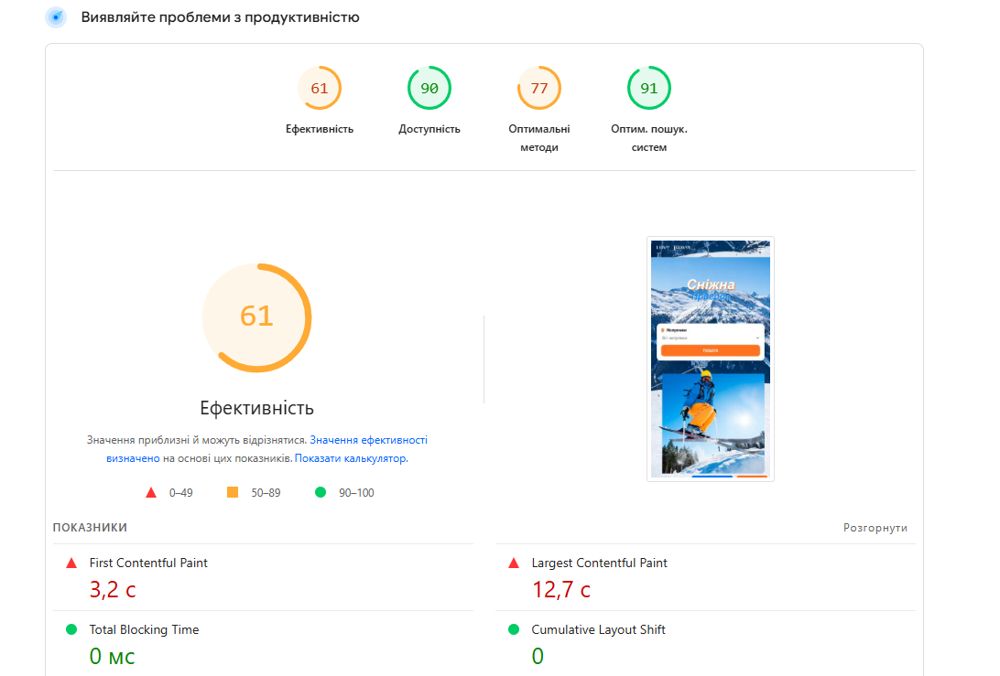 Виявляйте проблеми з продуктивністю
61
90
77
91
Ефективність
Доступність
Оптимальні
методи
Оптим. пошук.
систем
Сніжна
61
Ефективність
Значення приблизні й можуть відрізнятися. Значення ефективності
визначено на основі цих показників. Показати калькулятор.
0–49
50–89
90–100
ПОКАЗНИКИ
Розгорнути
First Contentful Paint
3,2 с
Largest Contentful Paint
12,7 с
Total Blocking Time
0 мс
Cumulative Layout Shift
0